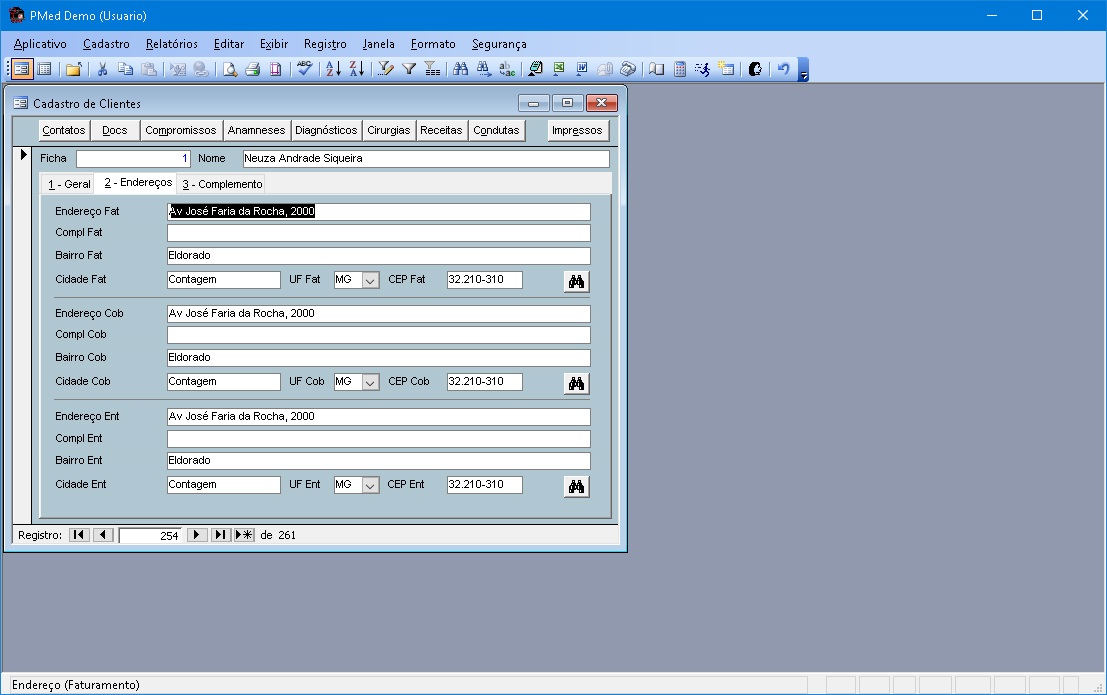 PMed Demo (Usuario)
Aplicativo Cadastro Relatórios Editar Exibir Registro Janela Formato Segurança
Cadastro de Clientes
Contatos Docs Compromissos Anamneses Diagnósticos Cirurgias Receitas Condutas Impressos
Ficha 1 Nome Neuza Andrade Siqueira
1 - Geral 2 - Endereços 3 - Complemento
Endereço Fat Av José Faria da Rocha, 2000
Compl Fat
Bairro Fat Eldorado
Cidade Fat Contagem UF Fat MG CEP Fat 32.210-310
Endereço Cob Av José Faria da Rocha, 2000
Compl Cob
Bairro Cob Eldorado
Cidade Cob Contagem UF Cob MG CEP Cob 32.210-310
Endereço Ent Av José Faria da Rocha, 2000
Compl Ent
Bairro Ent Eldorado
Cidade Ent Contagem UF Ent MG CEP Ent 32.210-310
Registro: 254 de 261
Endereço (Faturamento)